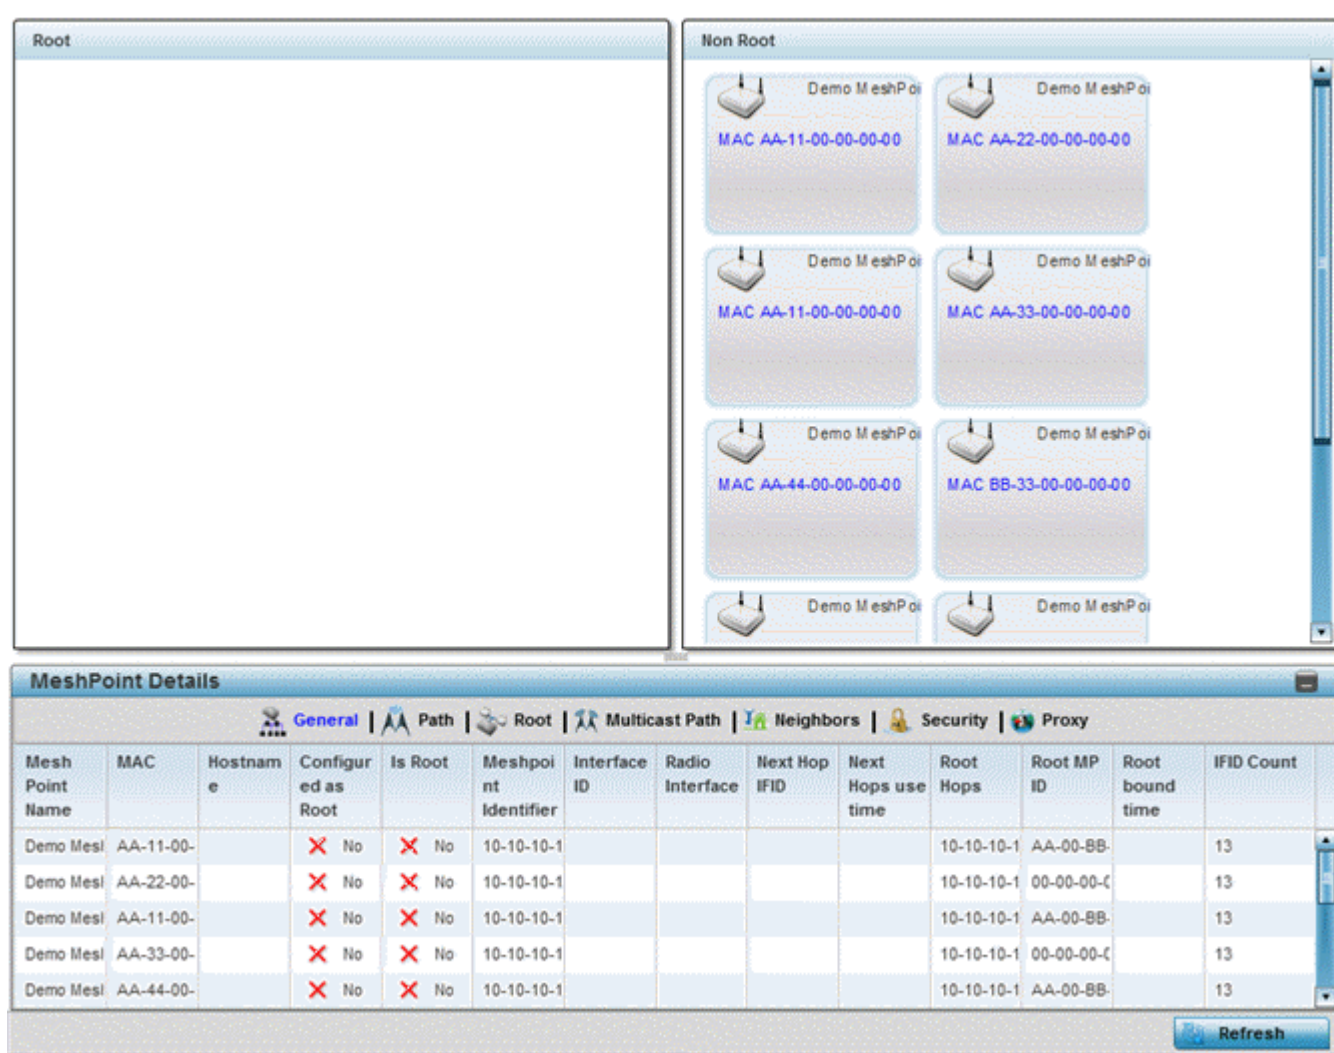 Root
Non Root
Demo MeshPoi
Demo MeshPoi
MAC AA-11-00-00-00-00
MAC AA-22-00-00-00-00
Demo MeshPoi
Demo MeshPoi
MAC AA-11-00-00-00-00
MAC AA-33-00-00-00-00
Demo MeshPoi
Demo MeshPoi
MAC AA-44-00-00-00-00
MAC BB-33-00-00-00-00
Demo MeshPoi
Demo MeshPoi
MeshPoint Details
General | Path | Root | Multicast Path | Neighbors | Security | Proxy
Mesh Point Name MAC Hostname Configured as Root Is Root Meshpoint Identifier Interface ID Radio Interface Next Hop IFID Next Hops use time Root Hops Root MP ID Root bound time IFID Count
Demo Mesl AA-11-00- No No 10-10-10-1 10-10-10-1 AA-00-BB- 13
Demo Mesl AA-22-00- No No 10-10-10-1 10-10-10-1 00-00-00-0 13
Demo Mesl AA-11-00- No No 10-10-10-1 10-10-10-1 AA-00-BB- 13
Demo Mesl AA-33-00- No No 10-10-10-1 10-10-10-1 00-00-00-0 13
Demo Mesl AA-44-00- No No 10-10-10-1 10-10-10-1 AA-00-BB- 13
Refresh